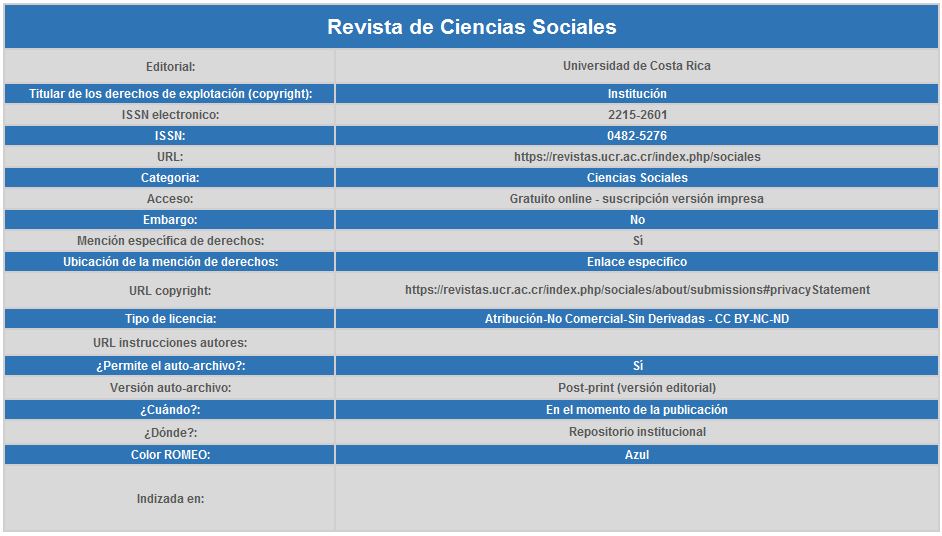 Revista de Ciencias Sociales
Editorial: Universidad de Costa Rica
Titular de los derechos de explotación (copyright): Institución
ISSN electronico: 2215-2601
ISSN: 0482-5276
URL: https://revistas.ucr.ac.cr/index.php/sociales
Categoria: Ciencias Sociales
Acceso: Gratuito online - suscripción versión impresa
Embargo: No
Mención específica de derechos: Sí
Ubicación de la mención de derechos: Enlace específico
URL copyright: https://revistas.ucr.ac.cr/index.php/sociales/about/submissions#privacyStatement
Tipo de licencia: Atribución-No Comercial-Sin Derivadas - CC BY-NC-ND
URL instrucciones autores:
¿Permite el auto-archivo?: Sí
Versión auto-archivo: Post-print (versión editorial)
¿Cuándo?: En el momento de la publicación
¿Dónde?: Repositorio institucional
Color ROMEO: Azul
Indizada en: